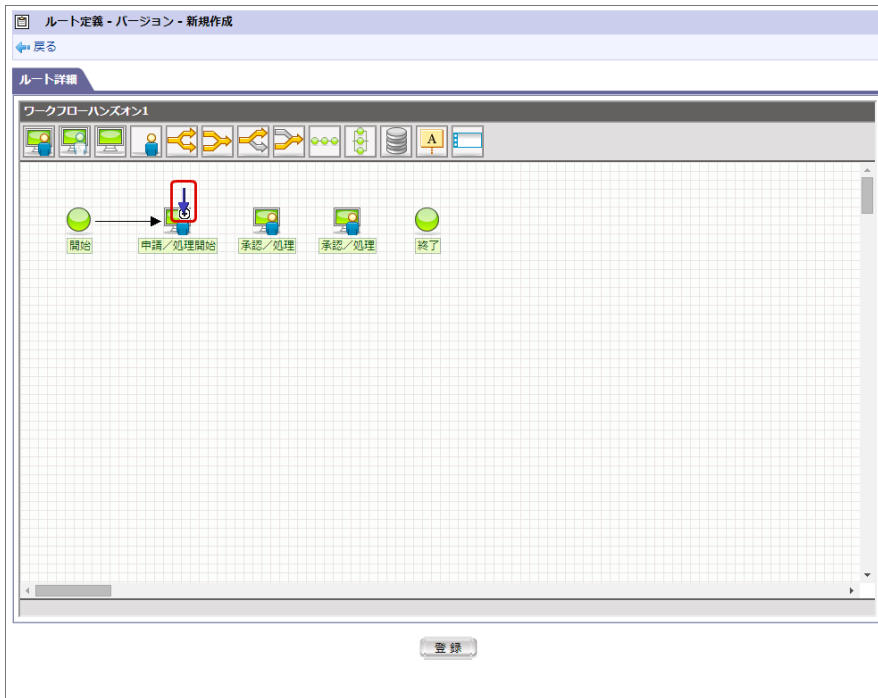 ルート定義 - バージョン - 新規作成
戻る
ルート詳細
ワークフローハンズオン1
A
開始
申請／処理開始
承認／処理
承認／処理
終了
登録